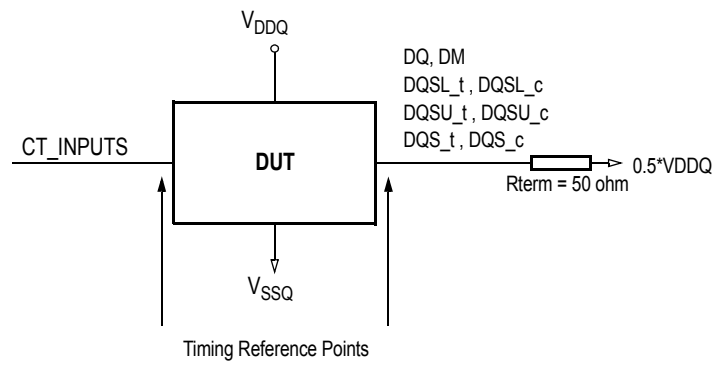 VDDQ
DQ, DM
DQSL_t , DQSL_c
DQSU_t , DQSU_c
DQS_t , DQS_c
CT_INPUTS
DUT
0.5*VDDQ
Rterm = 50 ohm
VSSQ
Timing Reference Points